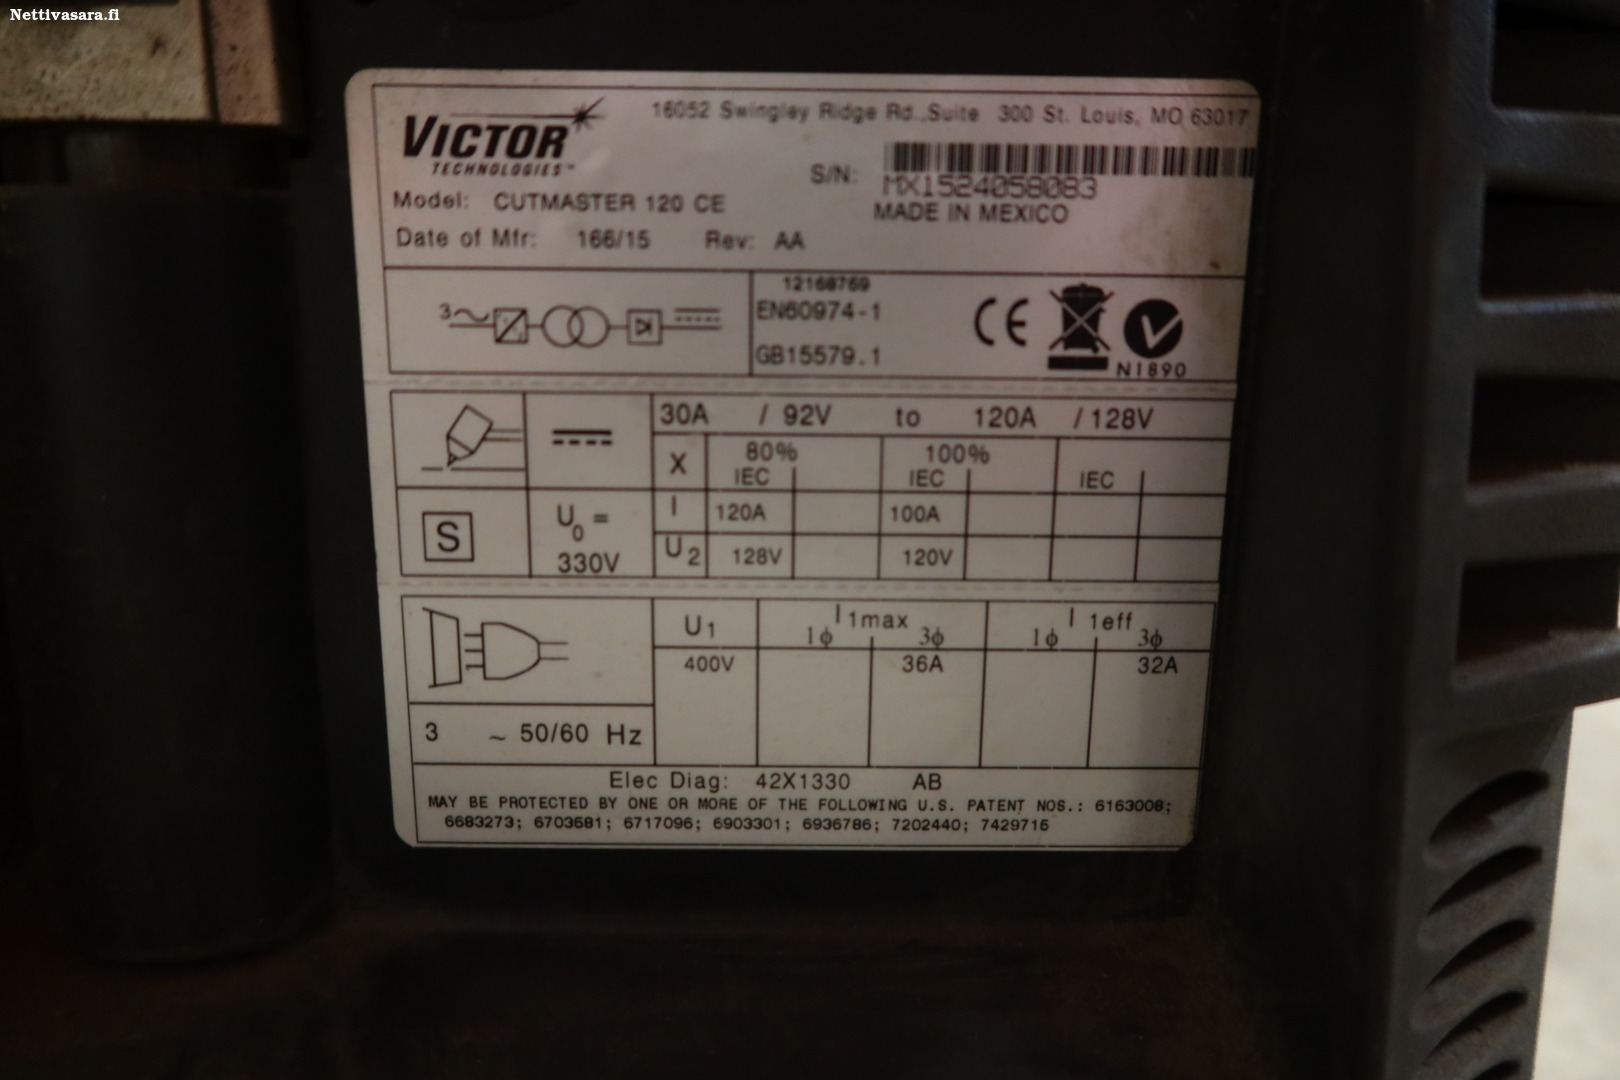 Nettivasara.fi
VICTOR
TECHNOLOGIES™
16052 Swingley Ridge Rd.,Suite 300 St. Louis, MO 63017
S/N: MX1524058083
MADE IN MEXICO
Model: CUTMASTER 120 CE
Date of Mfr: 166/15 Rev: AA
3~
12168769
EN60974-1
GB15579.1
CE
N1890
30A / 92V to 120A / 128V
X 80% 100%
IEC IEC IEC
S U0 = 330V
I 120A 100A
U2 128V 120V
U1 I1max I1eff
1ϕ 3ϕ 1ϕ 3ϕ
400V 36A 32A
3 ~ 50/60 Hz
Elec Diag: 42X1330 AB
MAY BE PROTECTED BY ONE OR MORE OF THE FOLLOWING U.S. PATENT NOS.: 6163008;
6683273; 6703581; 6717096; 6903301; 6936786; 7202440; 7429715